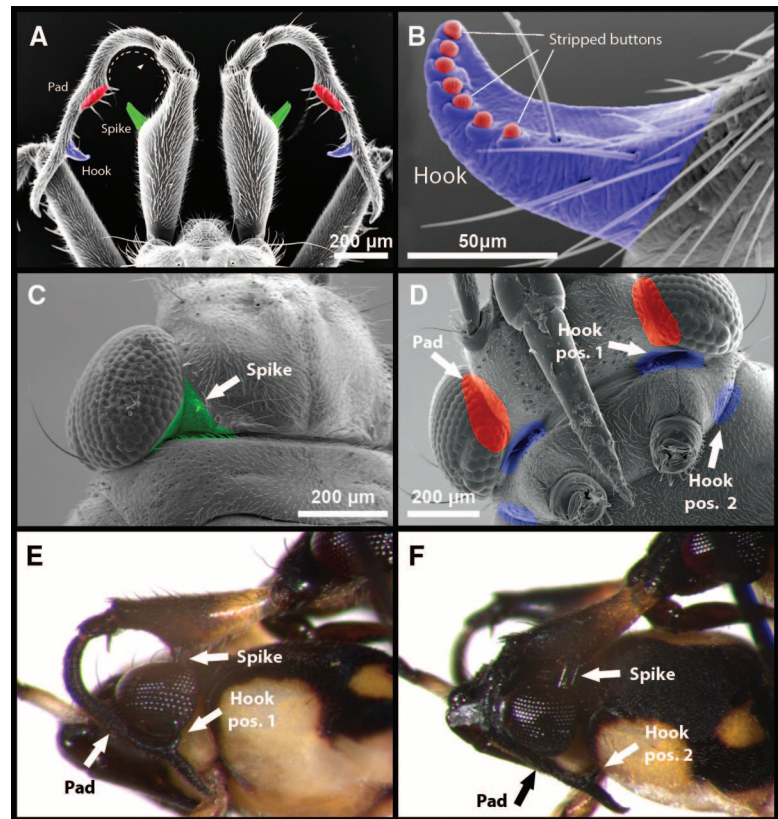 A
Pad
Spike
Hook
200 µm
B
Stripped buttons
Hook
50µm
C
Spike
200 µm
D
Pad
Hook
pos. 1
Hook
pos. 2
200 µm
E
Spike
Hook
pos. 1
Pad
F
Spike
Hook
pos. 2
Pad